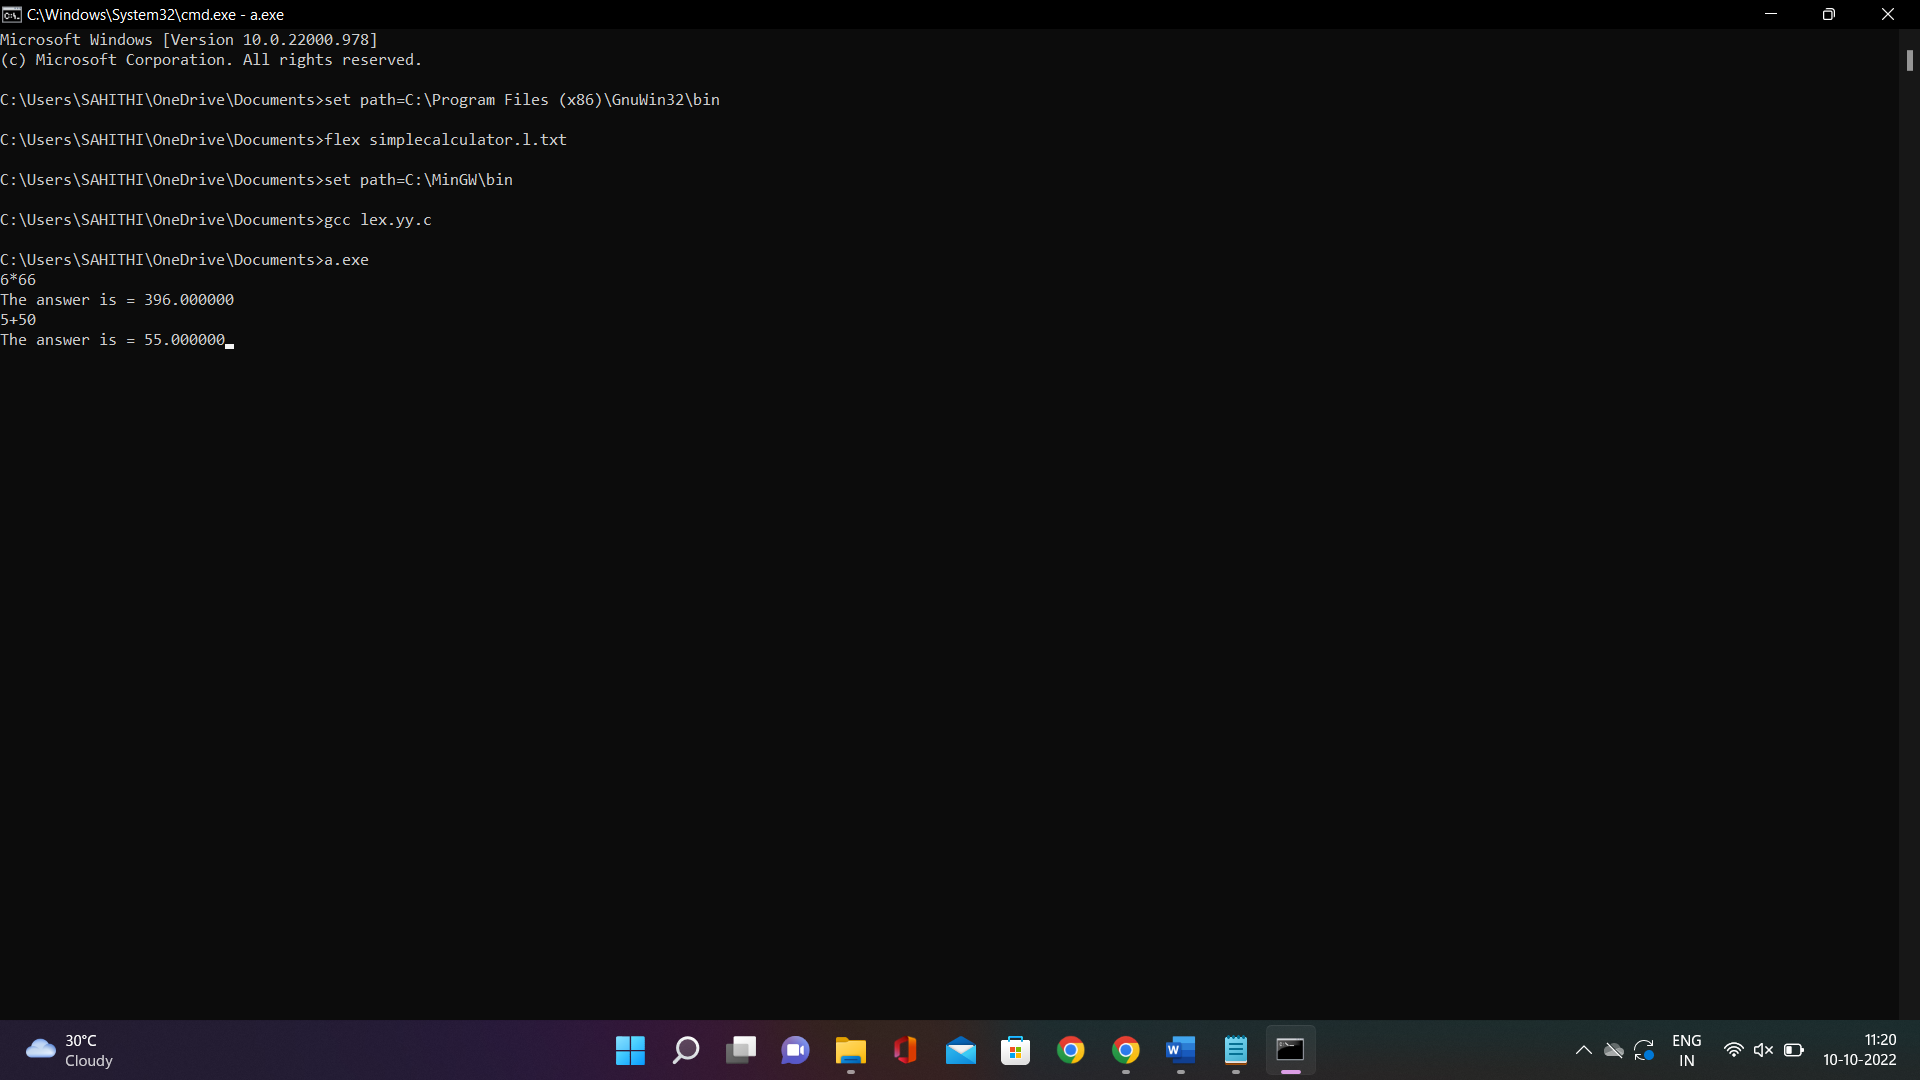 C:\Windows\System32\cmd.exe - a.exe
Microsoft Windows [Version 10.0.22000.978]
(c) Microsoft Corporation. All rights reserved.
C:\Users\SAHITHI\OneDrive\Documents>set path=C:\Program Files (x86)\GnuWin32\bin
C:\Users\SAHITHI\OneDrive\Documents>flex simplecalculator.l.txt
C:\Users\SAHITHI\OneDrive\Documents>set path=C:\MinGW\bin
C:\Users\SAHITHI\OneDrive\Documents>gcc lex.yy.c
C:\Users\SAHITHI\OneDrive\Documents>a.exe
6*66
The answer is = 396.000000
5+50
The answer is = 55.000000
30°C
Cloudy
ENG
IN
11:20
10-10-2022